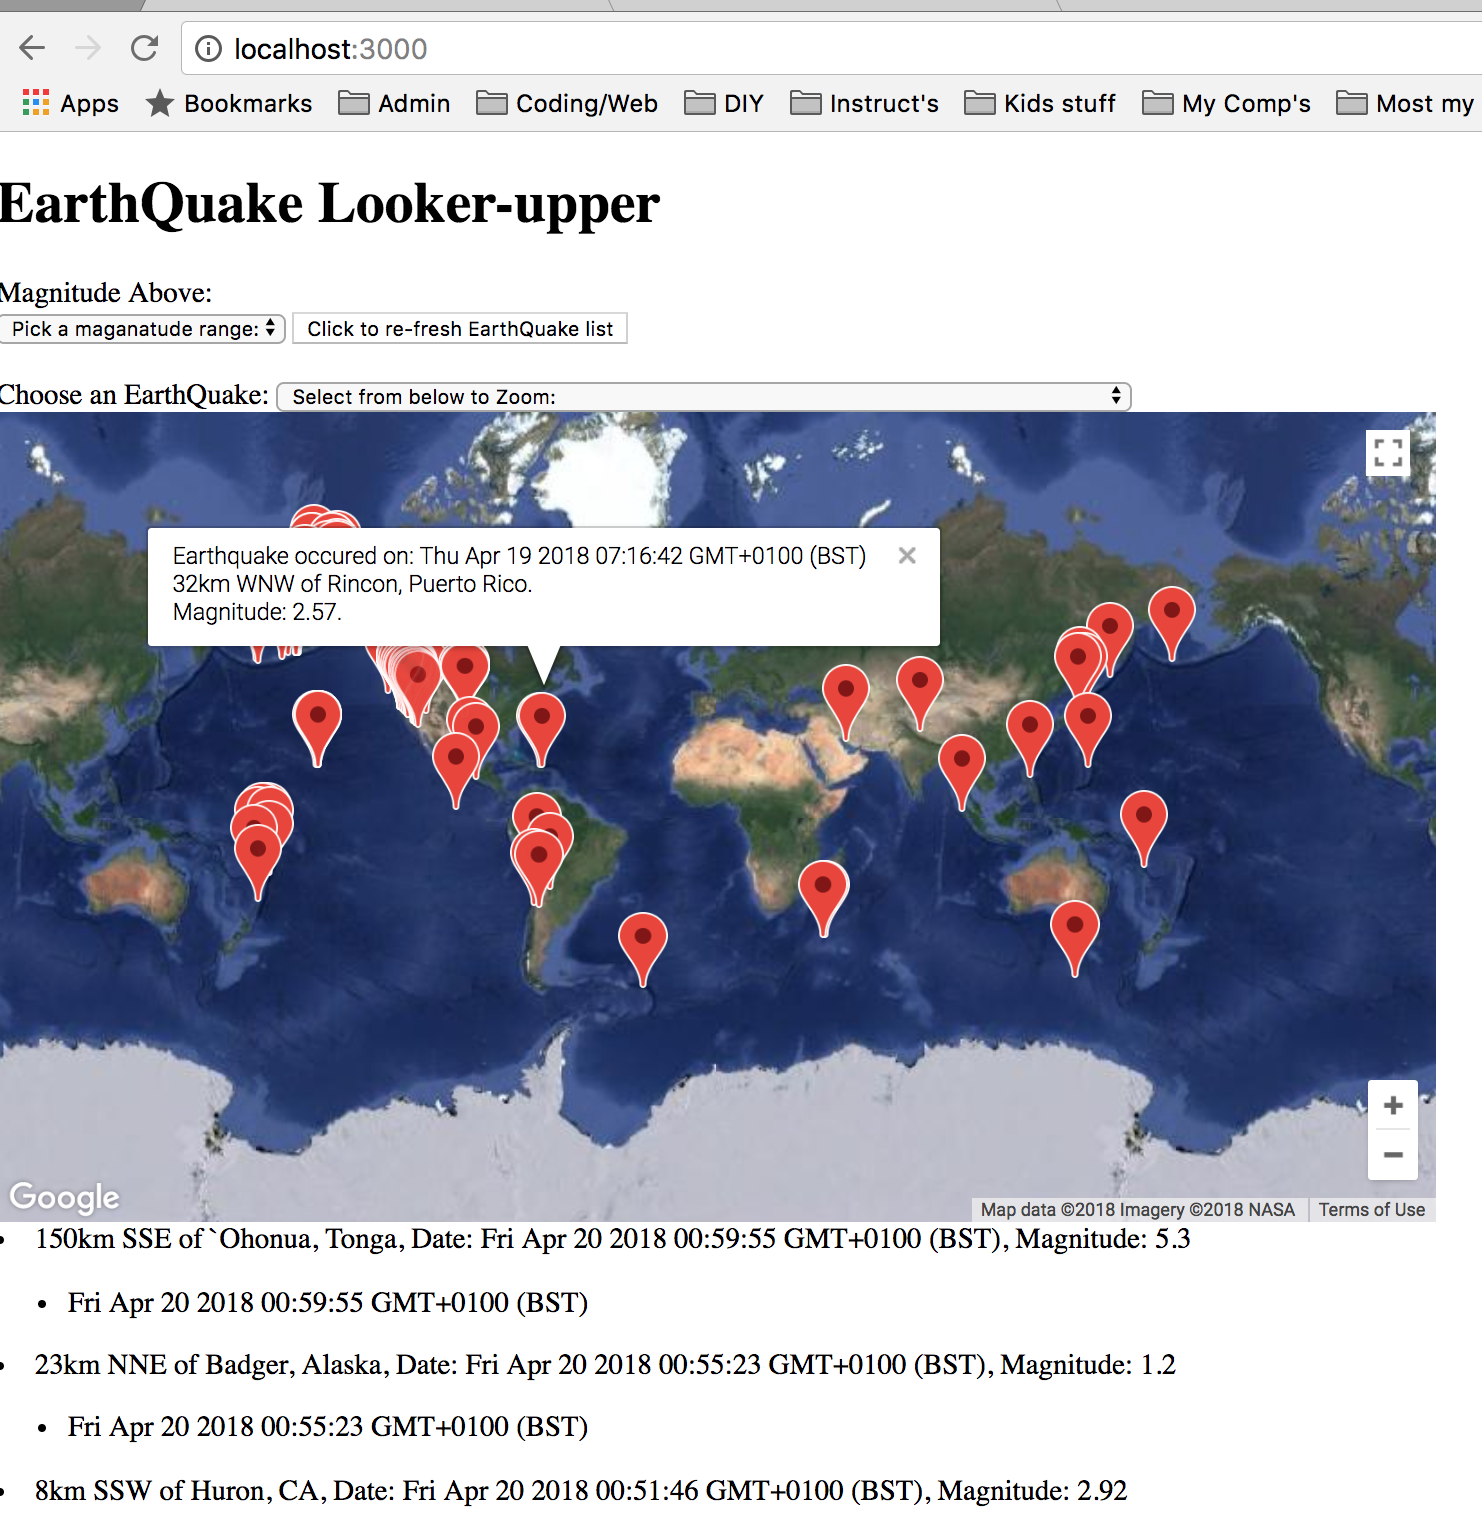 localhost:3000
Apps Bookmarks Admin Coding/Web DIY Instruct's Kids stuff My Comp's Most my
EarthQuake Looker-upper
Magnitude Above:
Pick a maganatude range: Click to re-fresh EarthQuake list
Choose an EarthQuake: Select from below to Zoom:
Earthquake occured on: Thu Apr 19 2018 07:16:42 GMT+0100 (BST)
32km WNW of Rincon, Puerto Rico.
Magnitude: 2.57.
Google
Map data ©2018 Imagery ©2018 NASA Terms of Use
150km SSE of `Ohonua, Tonga, Date: Fri Apr 20 2018 00:59:55 GMT+0100 (BST), Magnitude: 5.3
Fri Apr 20 2018 00:59:55 GMT+0100 (BST)
23km NNE of Badger, Alaska, Date: Fri Apr 20 2018 00:55:23 GMT+0100 (BST), Magnitude: 1.2
Fri Apr 20 2018 00:55:23 GMT+0100 (BST)
8km SSW of Huron, CA, Date: Fri Apr 20 2018 00:51:46 GMT+0100 (BST), Magnitude: 2.92